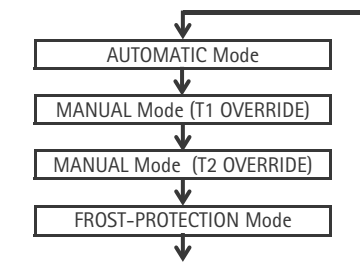 AUTOMATIC Mode
MANUAL Mode (T1 OVERRIDE)
MANUAL Mode (T2 OVERRIDE)
FROST-PROTECTION Mode